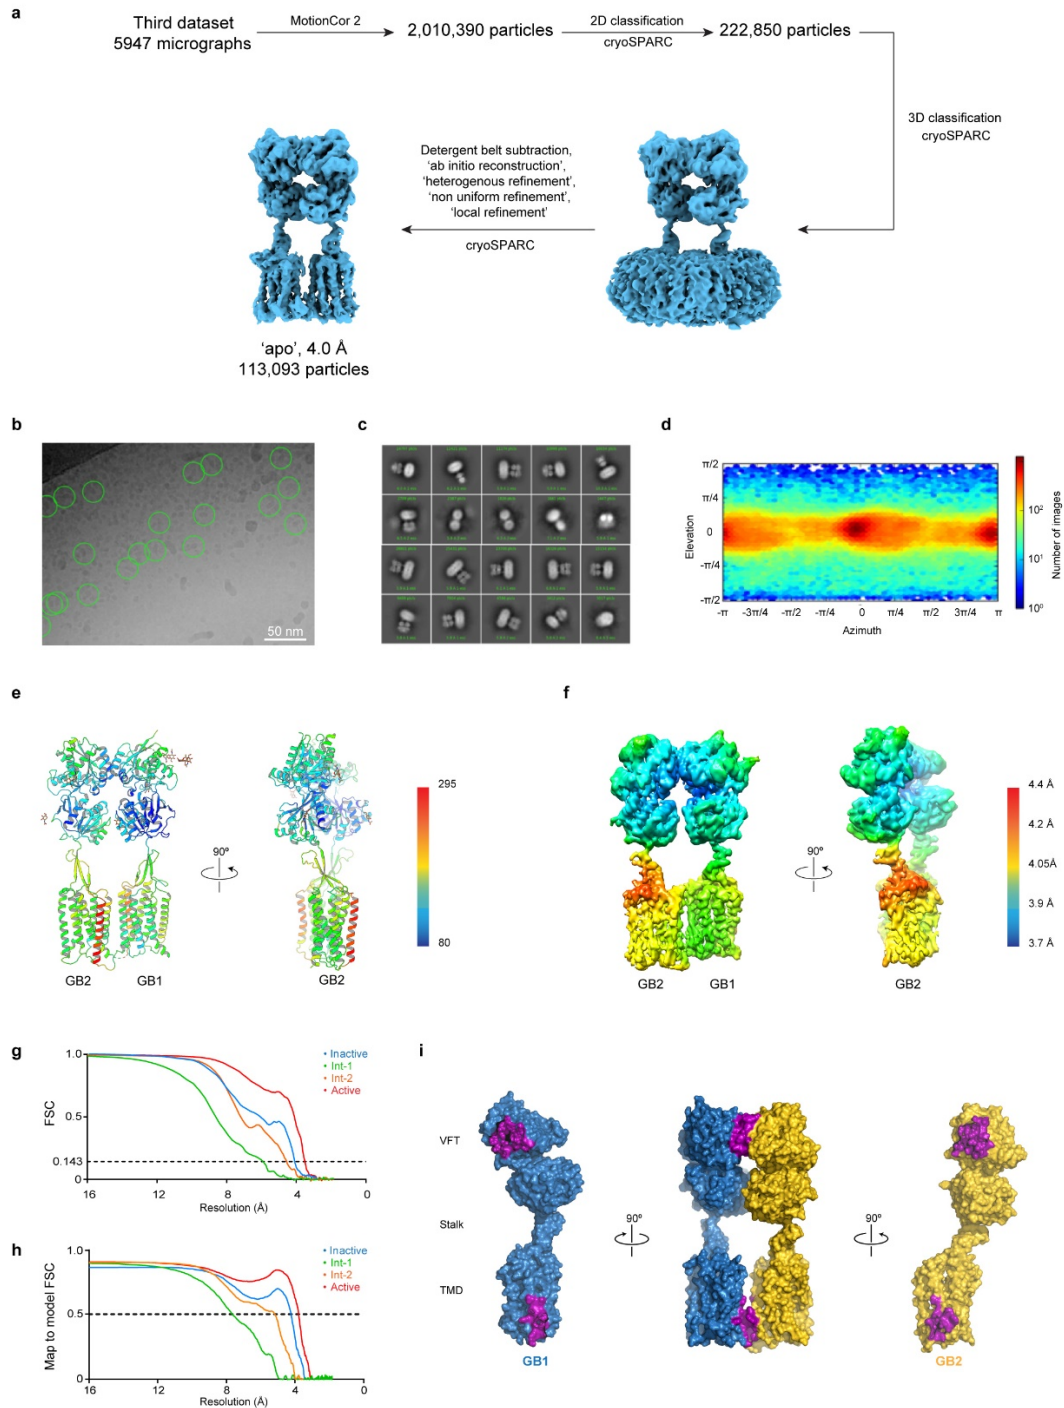 a
Third dataset
5947 micrographs
MotionCor 2
2,010,390 particles
2D classification
cryoSPARC
222,850 particles
3D classification
cryoSPARC
Detergent belt subtraction,
‘ab initio reconstruction’,
‘heterogenous refinement’,
‘non uniform refinement’,
‘local refinement’
cryoSPARC
‘apo’, 4.0 Å
113,093 particles
b
50 nm
c
d
π/2
π/4
0
-π/4
-π/2
Elevation
-π -3π/4 -π/2 -π/4 0 π/4 π/2 3π/4 π
Azimuth
10²
10¹
10⁰
Number of images
e
90º
GB2 GB1
GB2
295
80
f
90º
GB2 GB1
GB2
4.4 Å
4.2 Å
4.05Å
3.9 Å
3.7 Å
g
FSC
1.0
0.5
0.143
16 12 8 4 0
Resolution (Å)
Inactive
Int-1
Int-2
Active
h
Map to model FSC
1.0
0.5
0
16 12 8 4 0
Resolution (Å)
Inactive
Int-1
Int-2
Active
i
VFT
Stalk
TMD
90º
90º
GB1
GB2